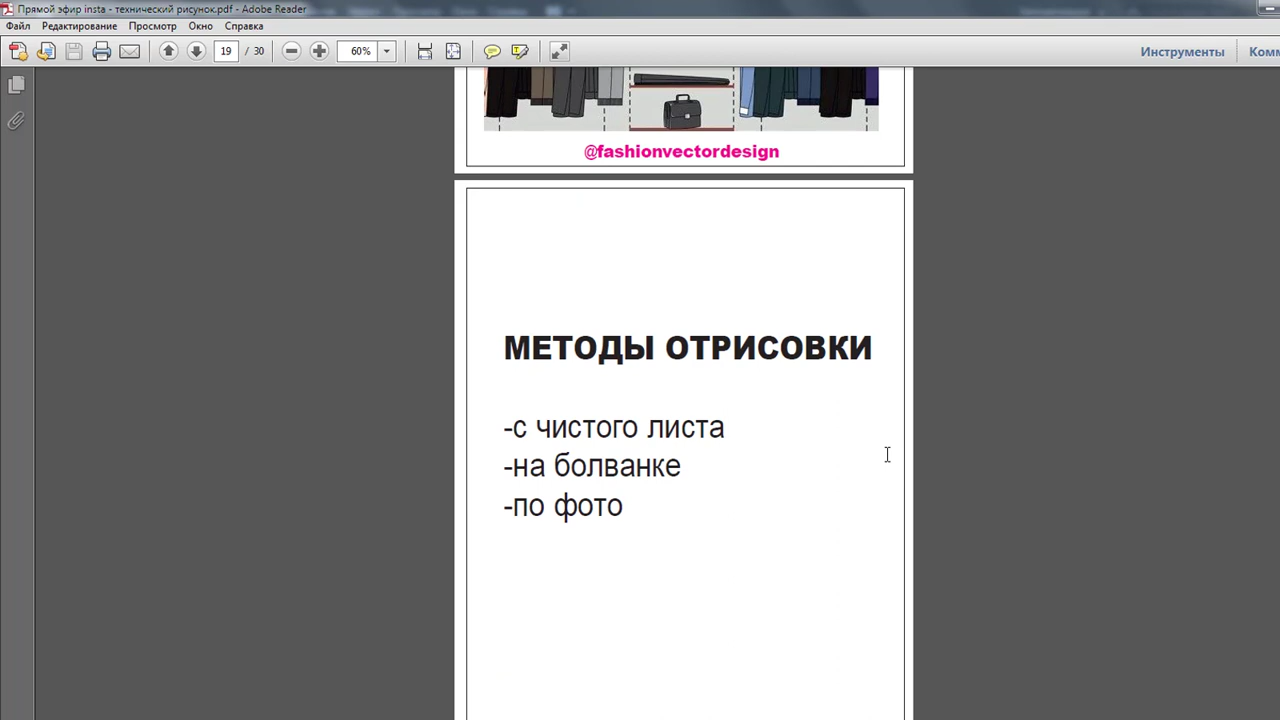 Прямой эфир insta - технический рисунок.pdf - Adobe Reader
Файл Редактирование Просмотр Окно Справка
19 / 30 60% Инструменты Комм
@fashionvectordesign
МЕТОДЫ ОТРИСОВКИ
-с чистого листа
-на болванке
-по фото